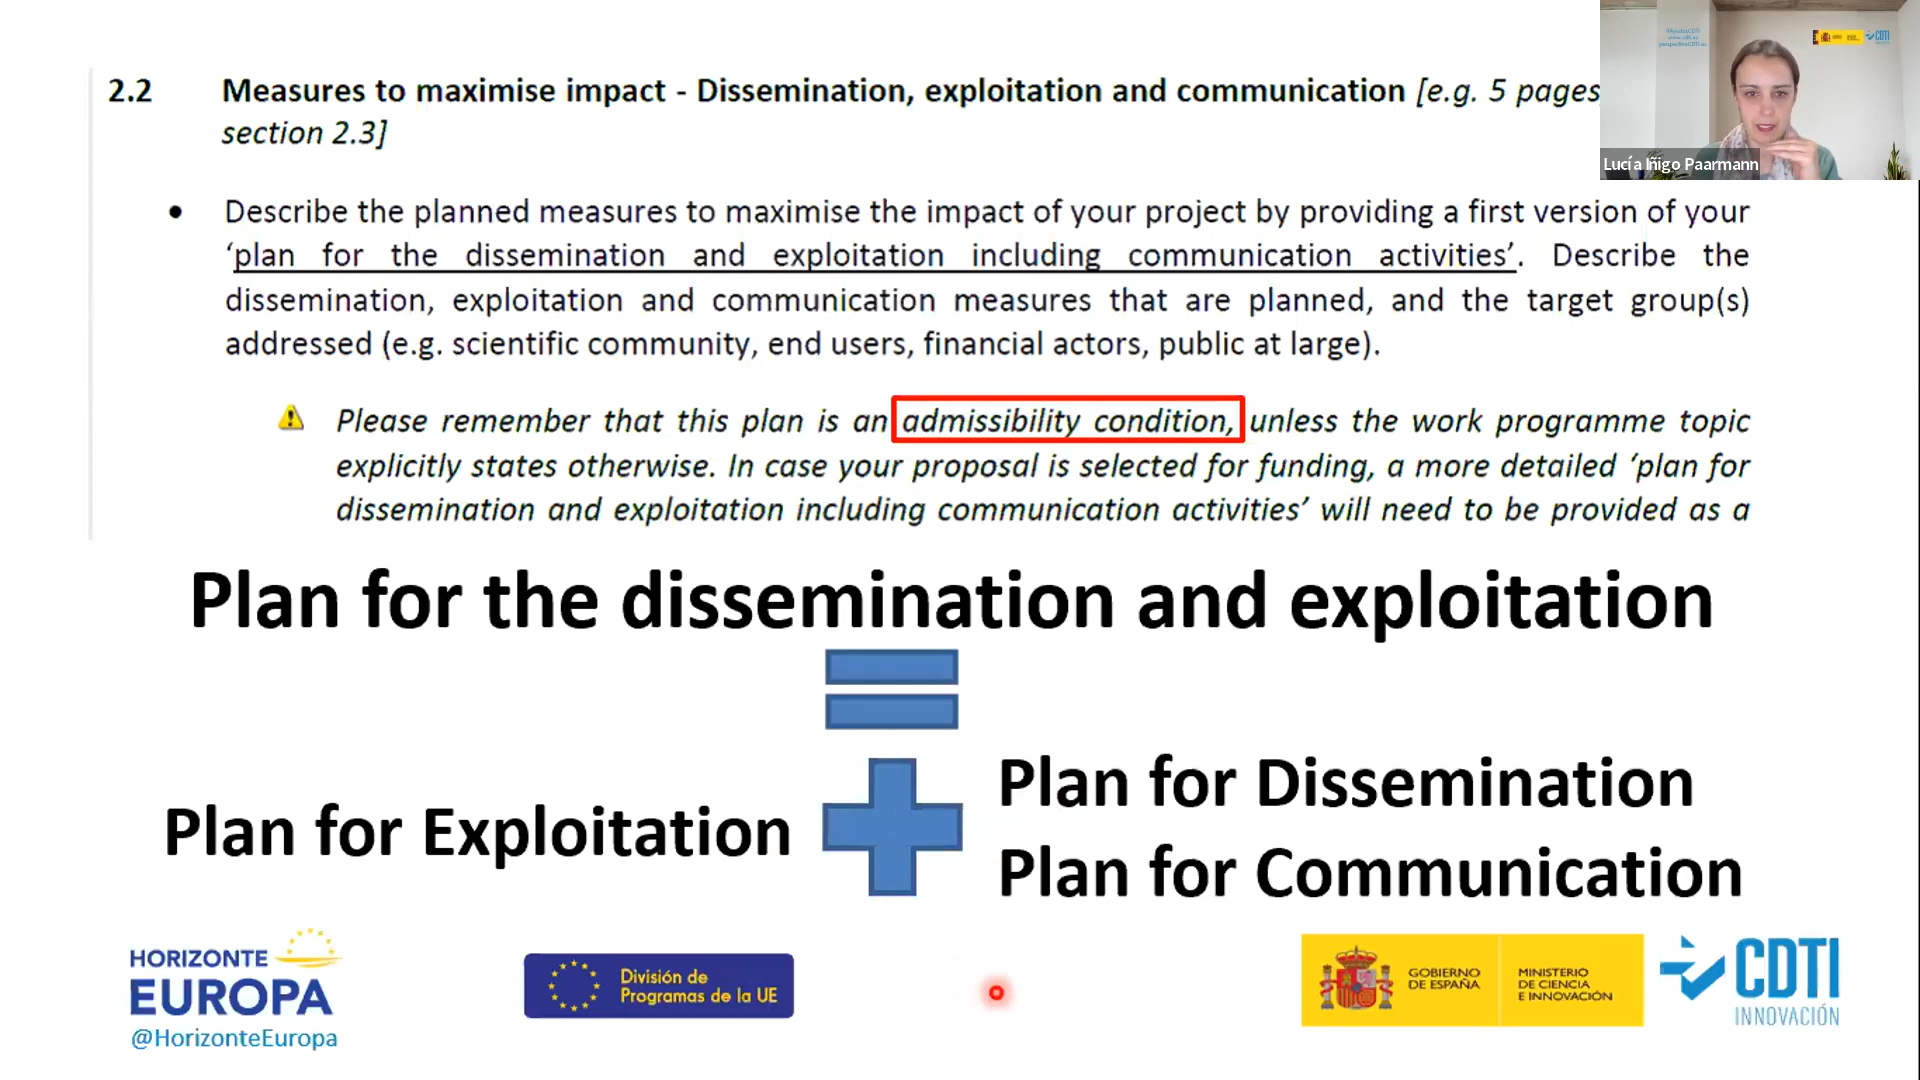 2.2 Measures to maximise impact - Dissemination, exploitation and communication [e.g. 5 pages,
section 2.3]
• Describe the planned measures to maximise the impact of your project by providing a first version of your
‘plan for the dissemination and exploitation including communication activities’. Describe the
dissemination, exploitation and communication measures that are planned, and the target group(s)
addressed (e.g. scientific community, end users, financial actors, public at large).
Please remember that this plan is an admissibility condition, unless the work programme topic
explicitly states otherwise. In case your proposal is selected for funding, a more detailed ‘plan for
dissemination and exploitation including communication activities’ will need to be provided as a
Plan for the dissemination and exploitation
Plan for Exploitation
Plan for Dissemination
Plan for Communication
HORIZONTE
EUROPA
@HorizonteEuropa
División de
Programas de la UE
GOBIERNO
DE ESPAÑA
MINISTERIO
DE CIENCIA
E INNOVACIÓN
CDTI
INNOVACIÓN
Lucía Iñigo Paarmann
CDTI